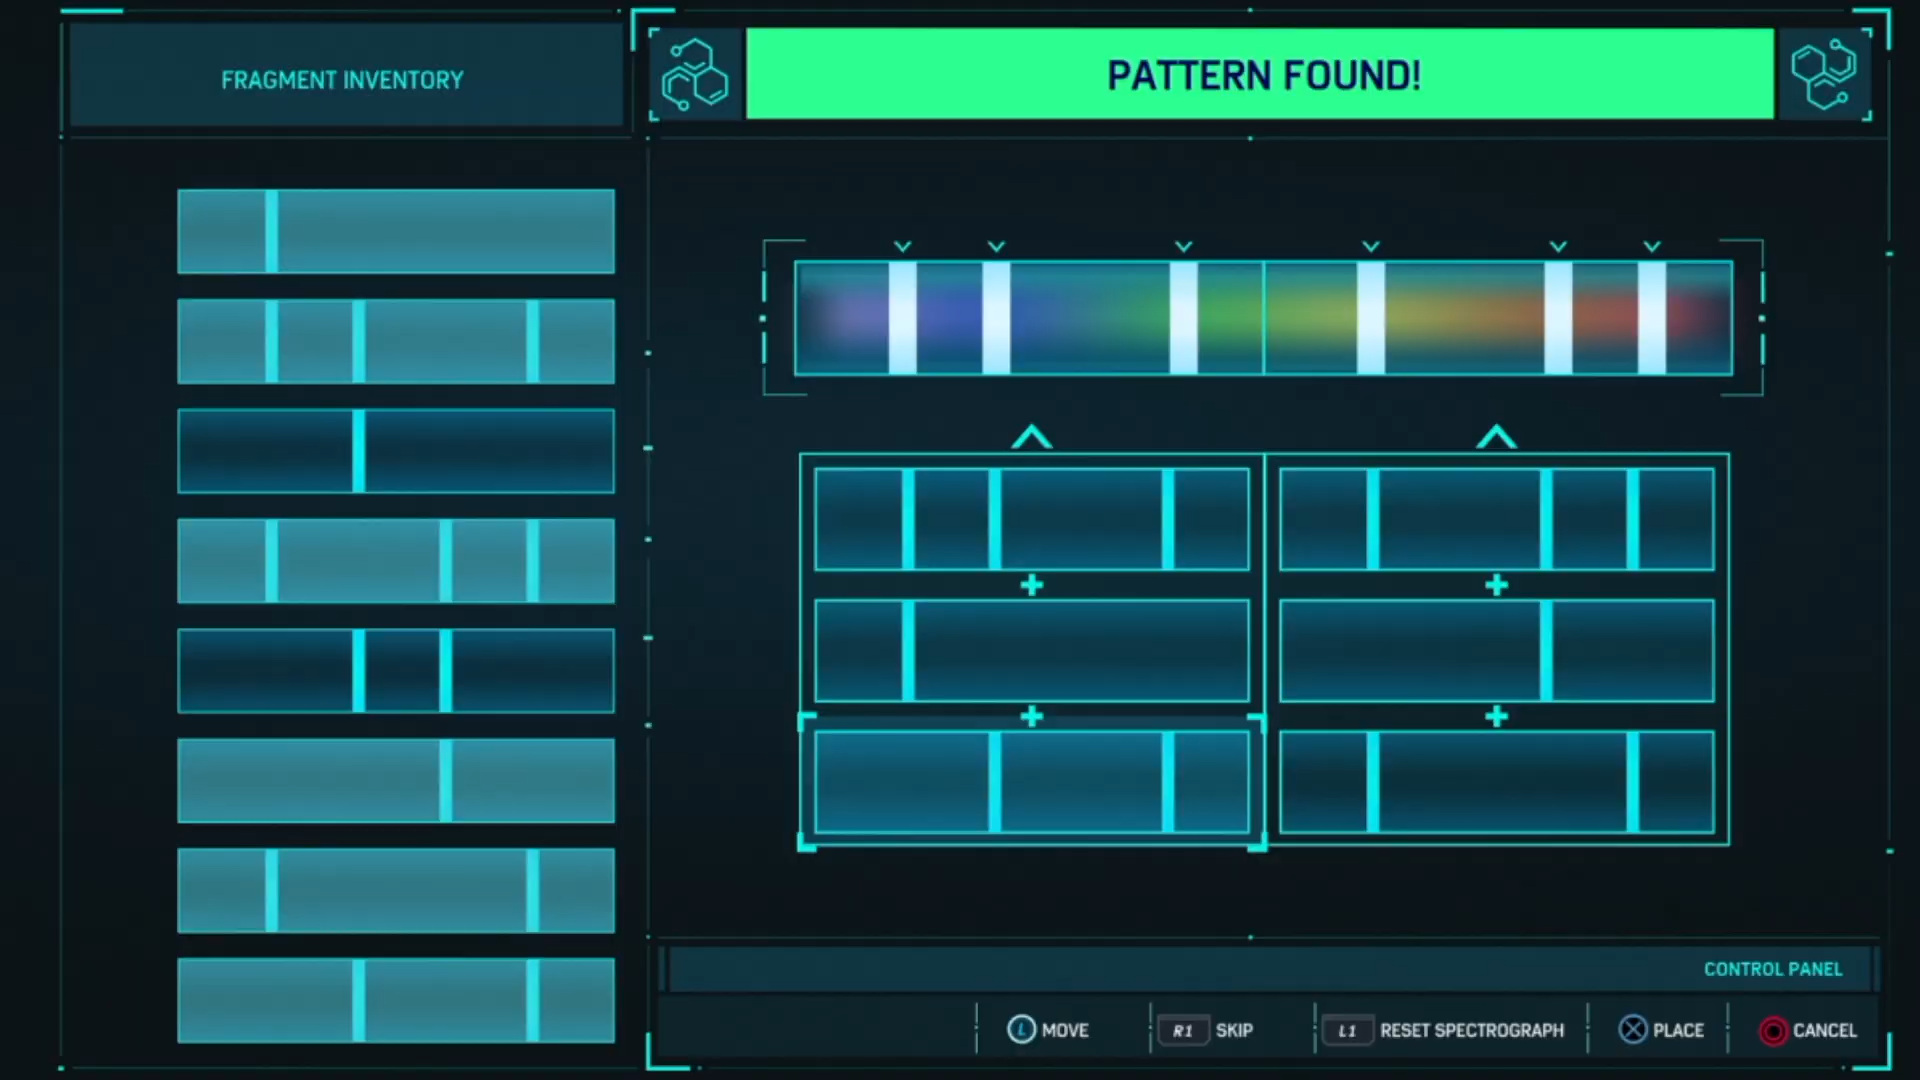 FRAGMENT INVENTORY
PATTERN FOUND!
CONTROL PANEL
L MOVE
R1 SKIP
L1 RESET SPECTROGRAPH
PLACE
CANCEL